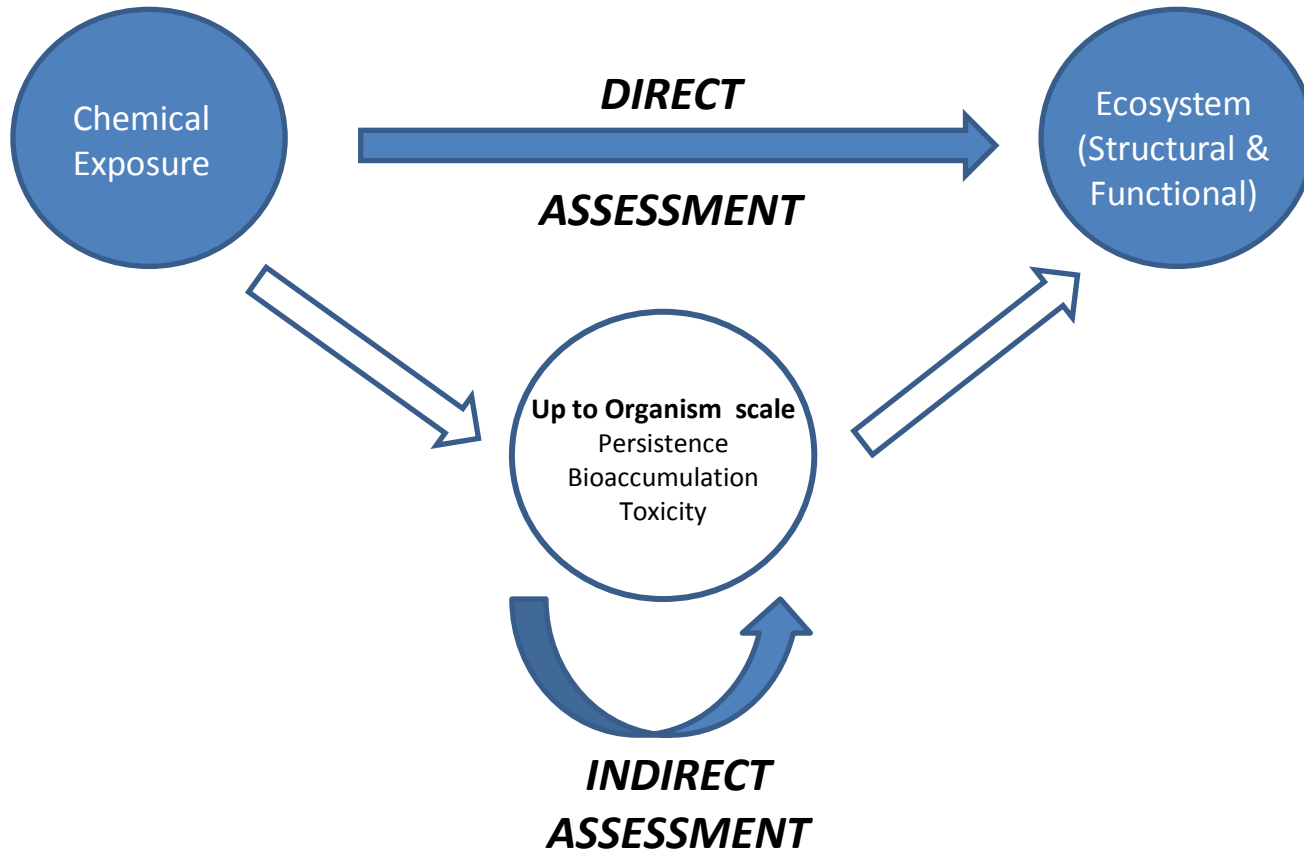 Chemical
Exposure
DIRECT
ASSESSMENT
Ecosystem
(Structural &
Functional)
Up to Organism scale
Persistence
Bioaccumulation
Toxicity
INDIRECT
ASSESSMENT